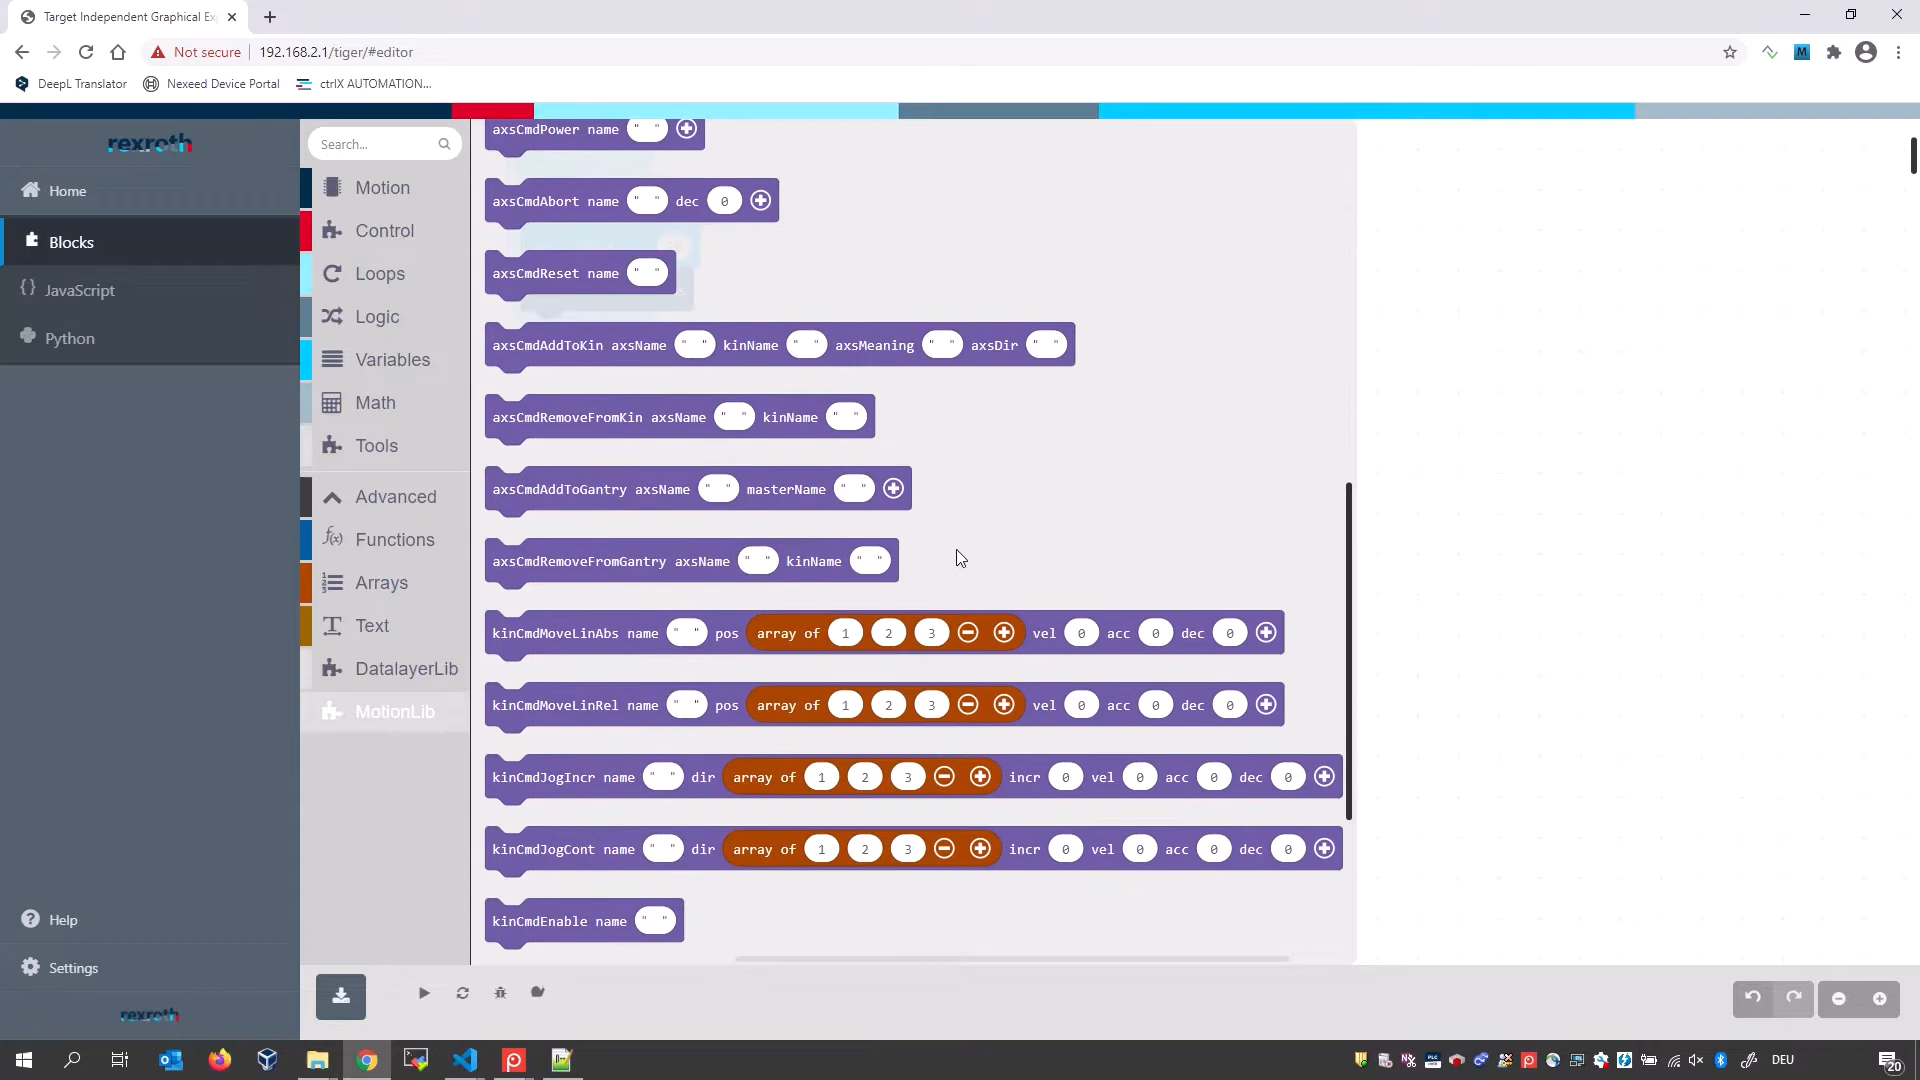 Target Independent Graphical Ex
Not secure 192.168.2.1/tiger/#editor
DeepL Translator Nexeed Device Portal ctrlX AUTOMATION...
rexroth
Home
Blocks
JavaScript
Python
Help
Settings
rexroth
Search...
Motion
Control
Loops
Logic
Variables
Math
Tools
Advanced
Functions
Arrays
Text
DatalayerLib
MotionLib
axsCmdPower name " "
axsCmdAbort name " " dec 0
axsCmdReset name " "
axsCmdAddToKin axsName " " kinName " " axsMeaning " " axsDir " "
axsCmdRemoveFromKin axsName " " kinName " "
axsCmdAddToGantry axsName " " masterName " "
axsCmdRemoveFromGantry axsName " " kinName " "
kinCmdMoveLinAbs name " " pos array of 1 2 3 vel 0 acc 0 dec 0
kinCmdMoveLinRel name " " pos array of 1 2 3 vel 0 acc 0 dec 0
kinCmdJogIncr name " " dir array of 1 2 3 incr 0 vel 0 acc 0 dec 0
kinCmdJogCont name " " dir array of 1 2 3 incr 0 vel 0 acc 0 dec 0
kinCmdEnable name " "
DEU
20